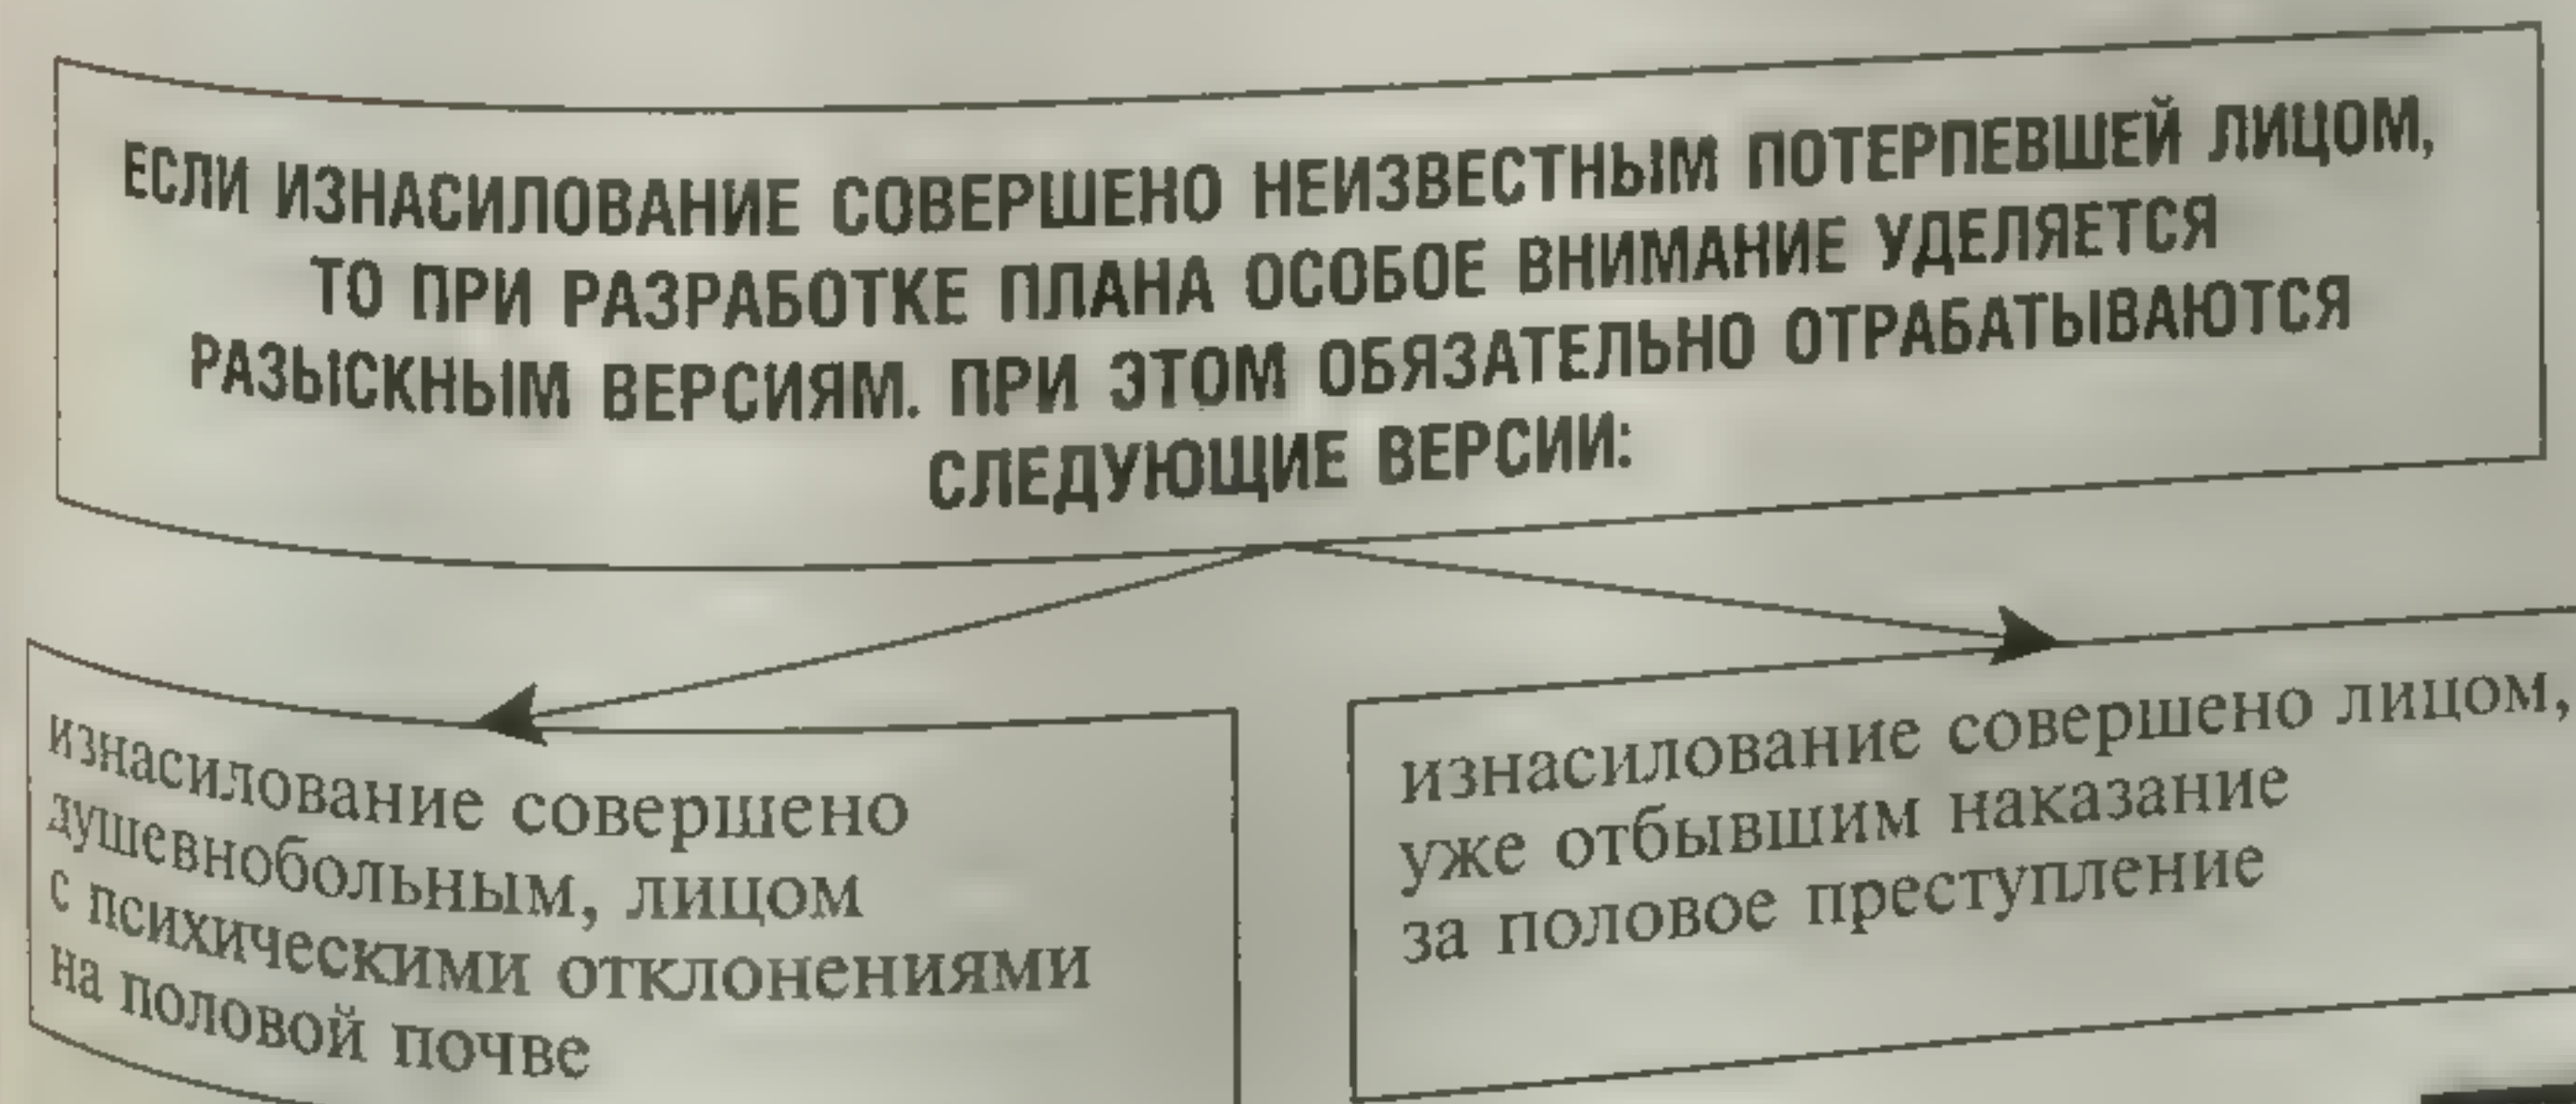 ЕСЛИ ИЗНАСИЛОВАНИЕ СОВЕРШЕНО НЕИЗВЕСТНЫМ ПОТЕРПЕВШЕЙ ЛИЦОМ,
ТО ПРИ РАЗРАБОТКЕ ПЛАНА ОСОБОЕ ВНИМАНИЕ УДЕЛЯЕТСЯ
РАЗЫСКНЫМ ВЕРСИЯМ. ПРИ ЭТОМ ОБЯЗАТЕЛЬНО ОТРАБАТЫВАЮТСЯ
СЛЕДУЮЩИЕ ВЕРСИИ:
изнасилование совершено
душевнобольным, лицом
с психическими отклонениями
на половой почве
изнасилование совершено лицом,
уже отбывшим наказание
за половое преступление